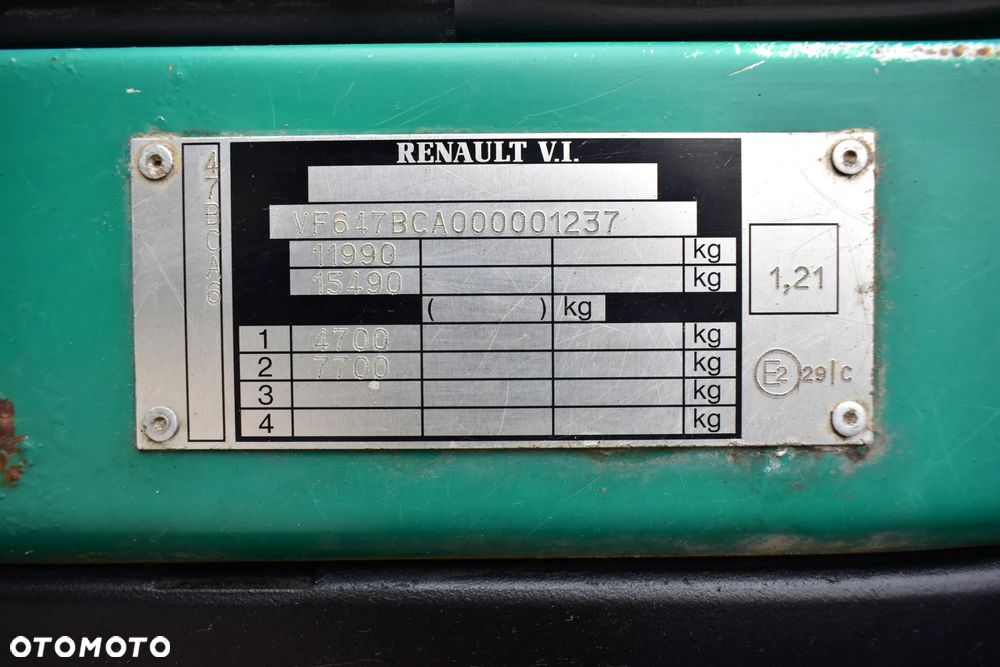 RENAULT V.I.
47BCA6
VF647BCA000001237
11990 kg
15490 kg
( ) kg
1 4700 kg
2 7700 kg
3 kg
4 kg
1,21
E2 29/C
OTOMOTO